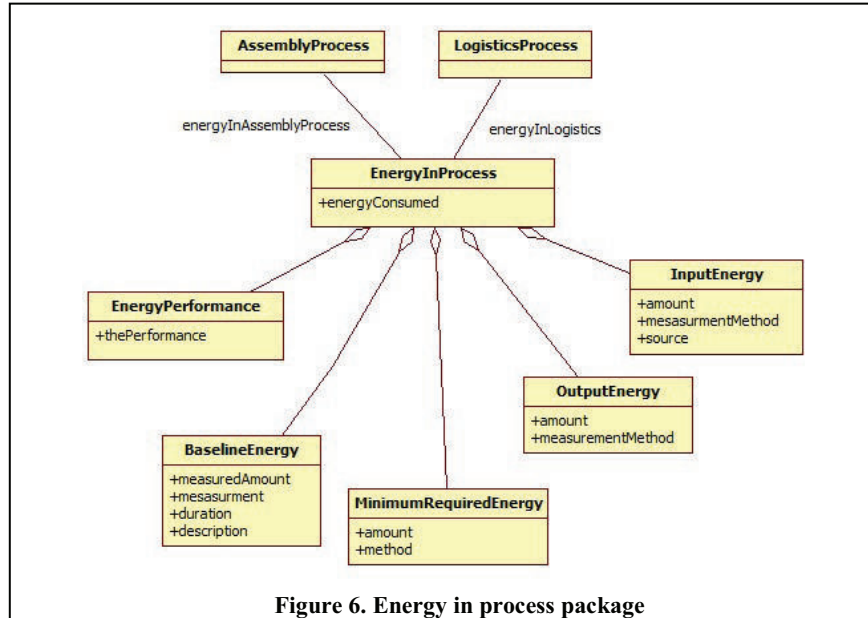 AssemblyProcess
LogisticsProcess
energyInAssemblyProcess
energyInLogistics
EnergyInProcess
+energyConsumed
InputEnergy
+amount
+mesasurmentMethod
+source
EnergyPerformance
+thePerformance
OutputEnergy
+amount
+measurementMethod
BaselineEnergy
+measuredAmount
+mesasurment
+duration
+description
MinimumRequiredEnergy
+amount
+method
Figure 6. Energy in process package